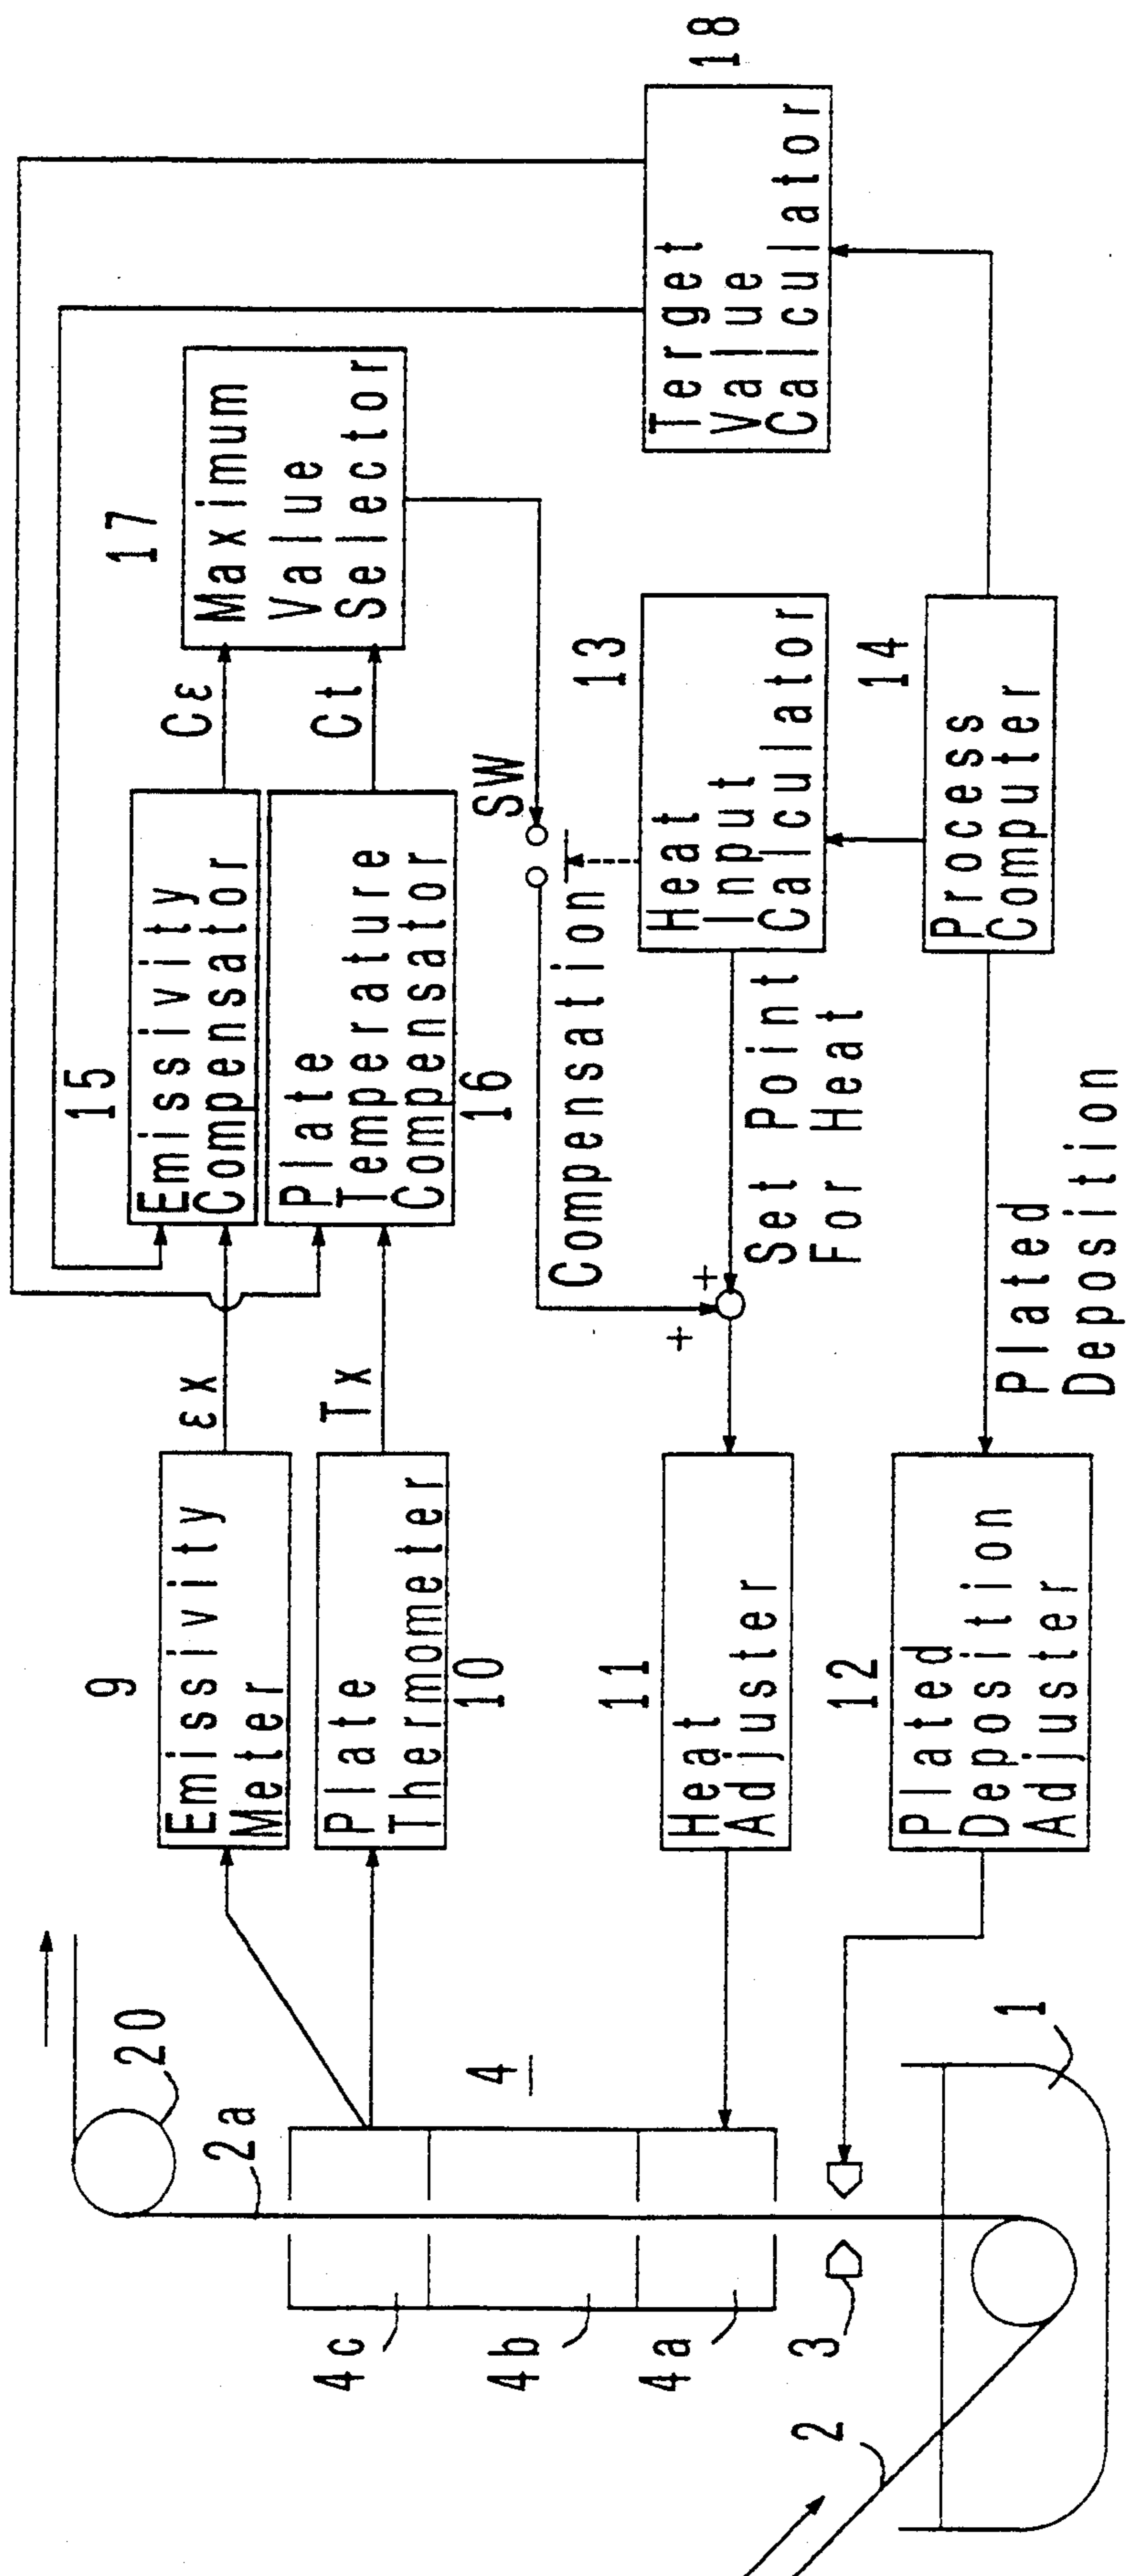 20
2a
4
4c
4b
4a
3
2
1
9
Emissivity
Meter
εx
Plate
Thermometer
10
Tx
15
Emissivity
Compensator
Plate
Temperature
Compensator
16
Cε
Ct
17
Maximum
Value
Selector
SW
Compensation
+
+
11
Heat
Adjuster
Set Point
For Heat
13
Heat
Input
Calculator
18
Terget
Value
Calculator
12
Plated
Deposition
Adjuster
Plated
Deposition
14
Process
Computer